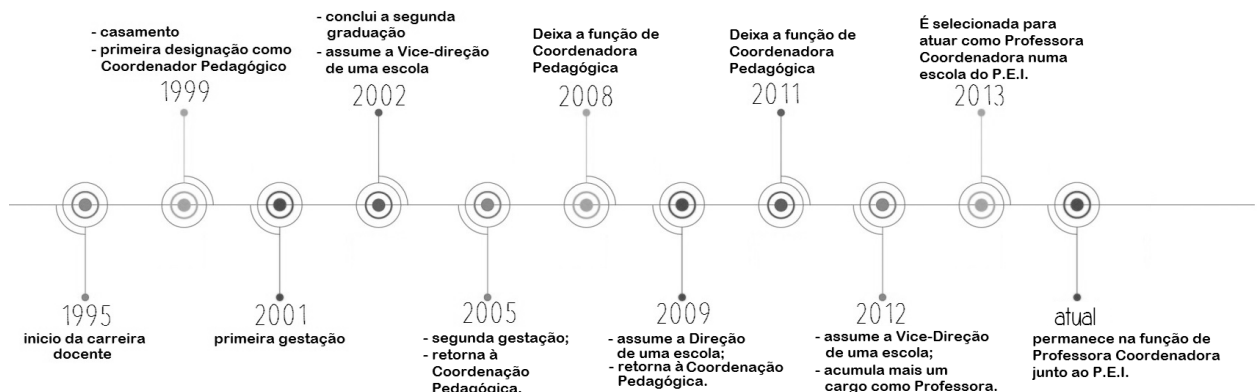 - casamento
- primeira designação como
Coordenador Pedagógico
1999
- conclui a segunda
graduação
- assume a Vice-direção
de uma escola
2002
Deixa a função de
Coordenadora
Pedagógica
2008
Deixa a função de
Coordenadora
Pedagógica
2011
É selecionada para
atuar como Professora
Coordenadora numa
escola do P.E.I.
2013
1995
inicio da carreira
docente
2001
primeira gestação
2005
- segunda gestação;
- retorna à
Coordenação
Pedagógica.
2009
- assume a Direção
de uma escola;
- retorna à Coordenação
Pedagógica.
2012
- assume a Vice-Direção
de uma escola;
- acumula mais um
cargo como Professora.
atual
permanece na função de
Professora Coordenadora
junto ao P.E.I.